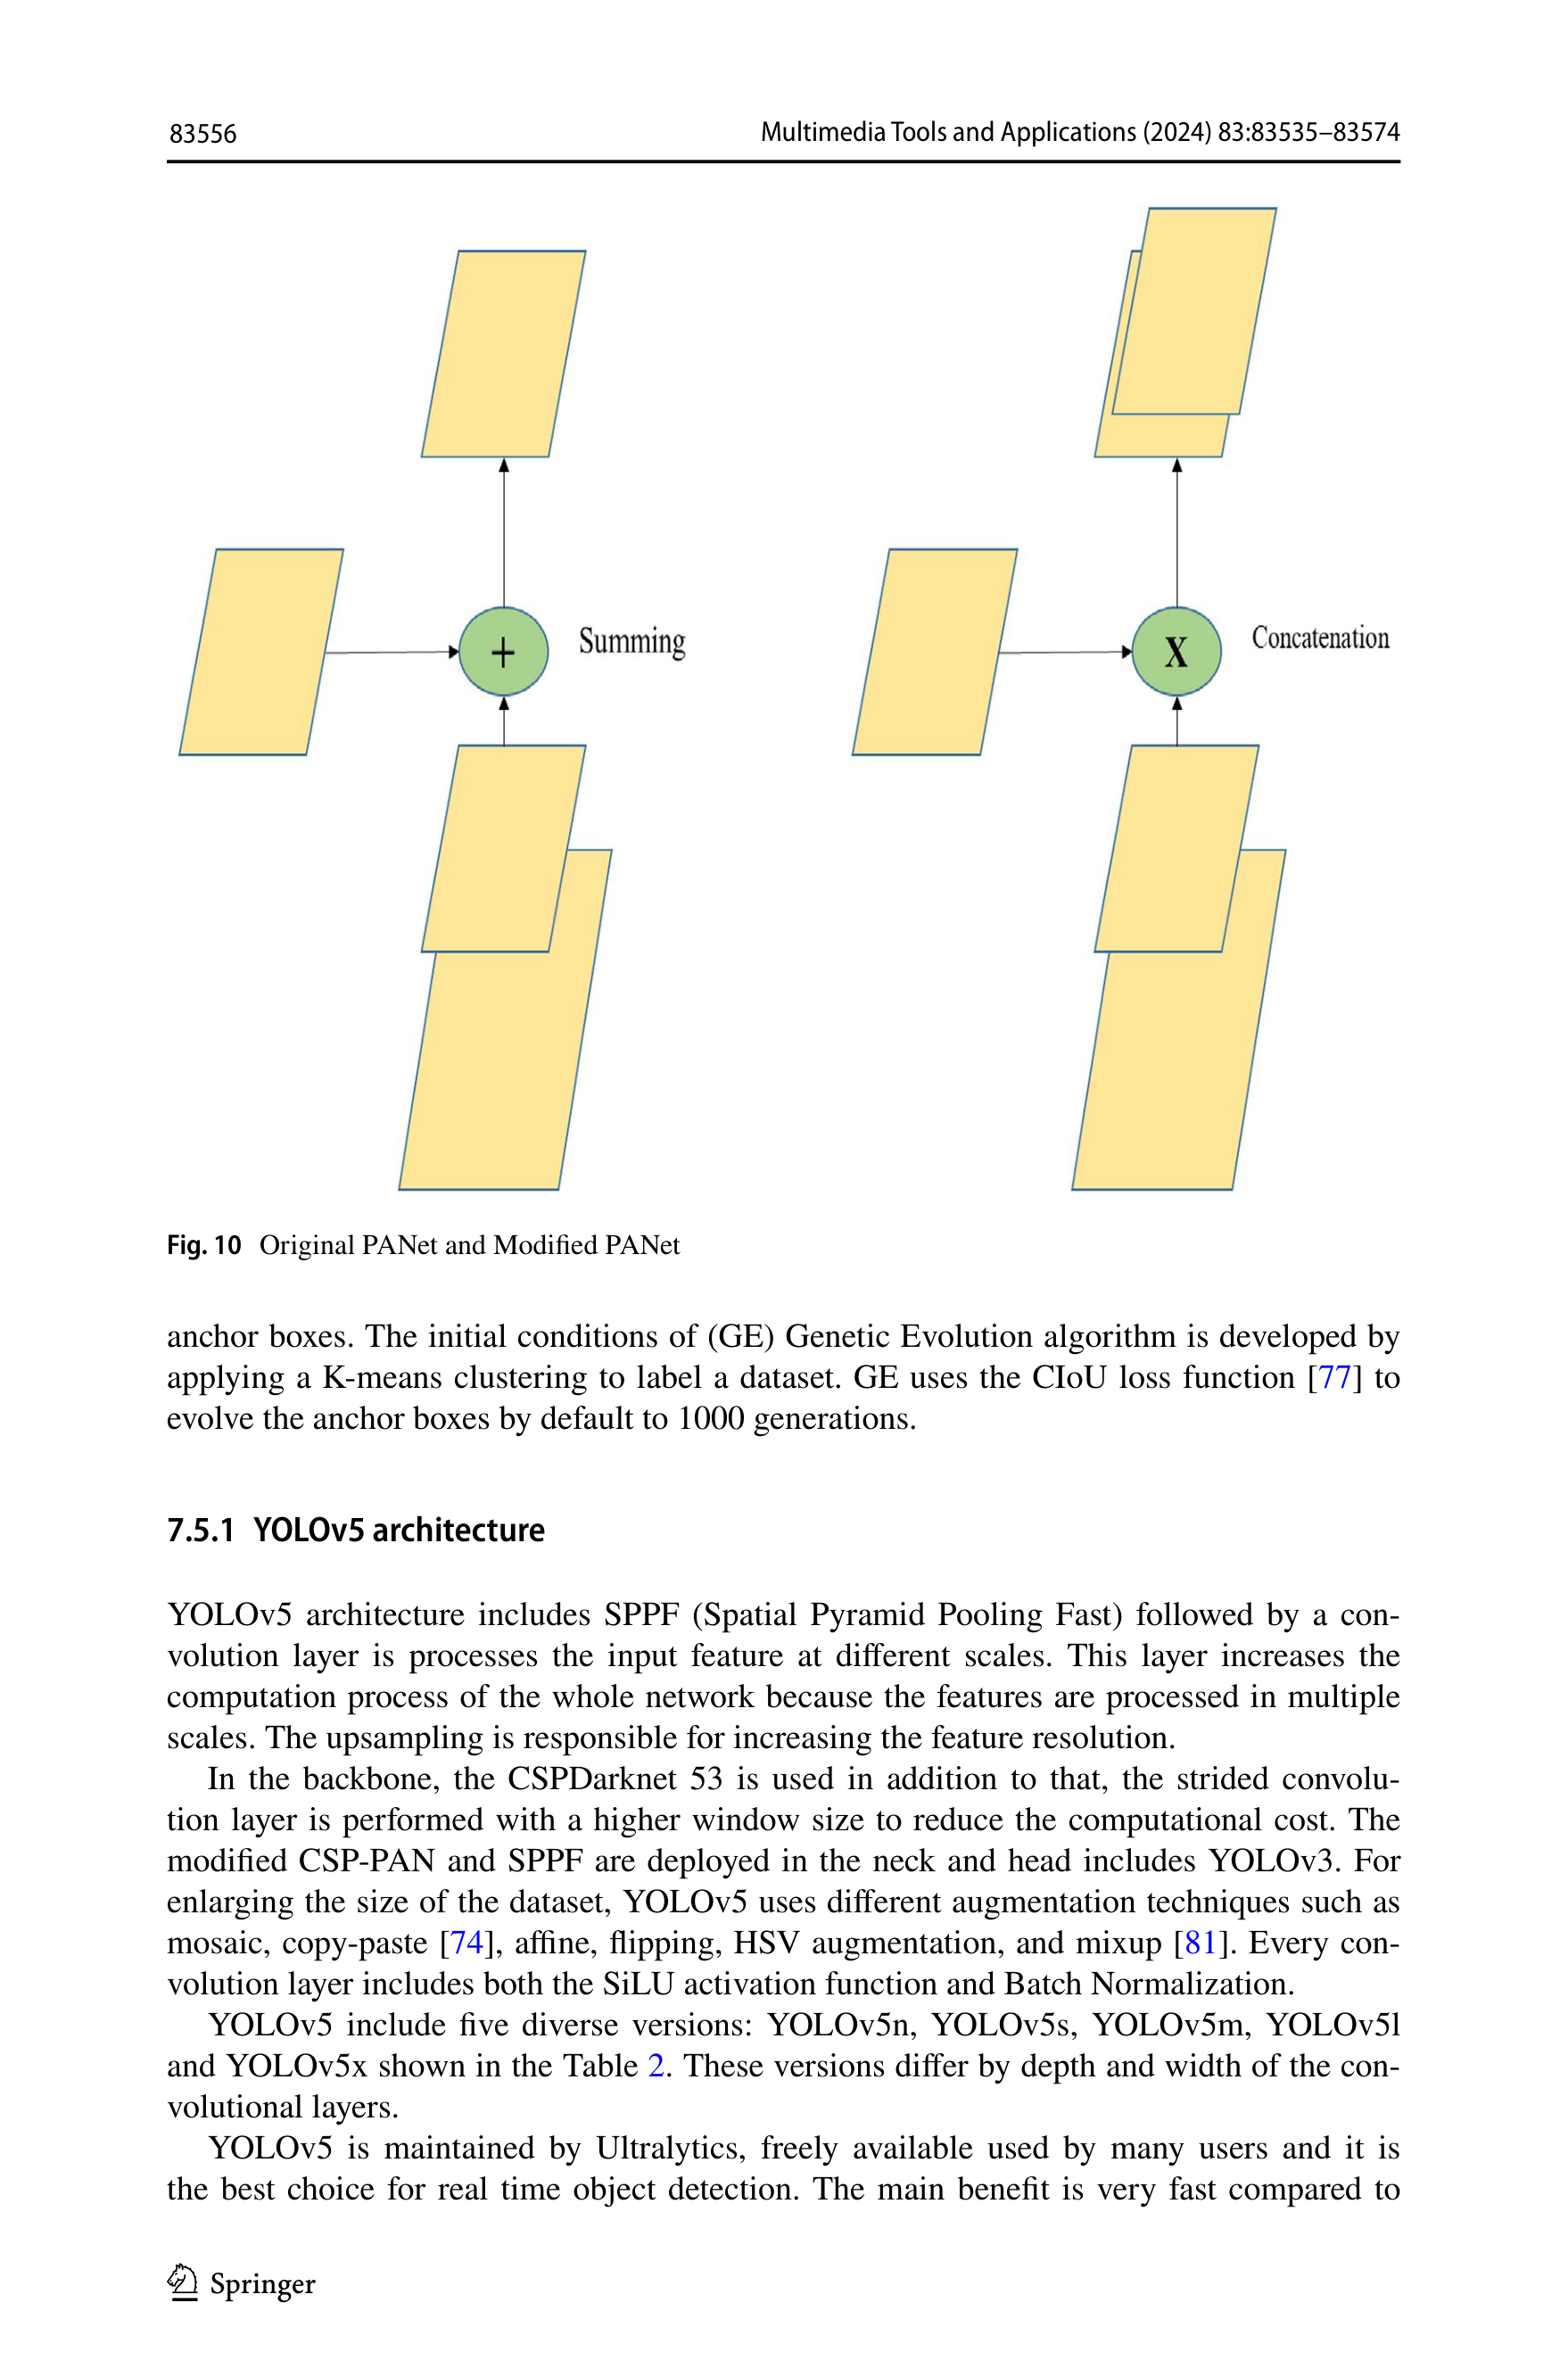 83556
Multimedia Tools and Applications (2024) 83:83535–83574
+
Summing
X
Concatenation
Fig. 10 Original PANet and Modified PANet
anchor boxes. The initial conditions of (GE) Genetic Evolution algorithm is developed by
applying a K-means clustering to label a dataset. GE uses the CIoU loss function [77] to
evolve the anchor boxes by default to 1000 generations.
7.5.1 YOLOv5 architecture
YOLOv5 architecture includes SPPF (Spatial Pyramid Pooling Fast) followed by a con-
volution layer is processes the input feature at different scales. This layer increases the
computation process of the whole network because the features are processed in multiple
scales. The upsampling is responsible for increasing the feature resolution.
In the backbone, the CSPDarknet 53 is used in addition to that, the strided convolu-
tion layer is performed with a higher window size to reduce the computational cost. The
modified CSP-PAN and SPPF are deployed in the neck and head includes YOLOv3. For
enlarging the size of the dataset, YOLOv5 uses different augmentation techniques such as
mosaic, copy-paste [74], affine, flipping, HSV augmentation, and mixup [81]. Every con-
volution layer includes both the SiLU activation function and Batch Normalization.
YOLOv5 include five diverse versions: YOLOv5n, YOLOv5s, YOLOv5m, YOLOv5l
and YOLOv5x shown in the Table 2. These versions differ by depth and width of the con-
volutional layers.
YOLOv5 is maintained by Ultralytics, freely available used by many users and it is
the best choice for real time object detection. The main benefit is very fast compared to
Springer